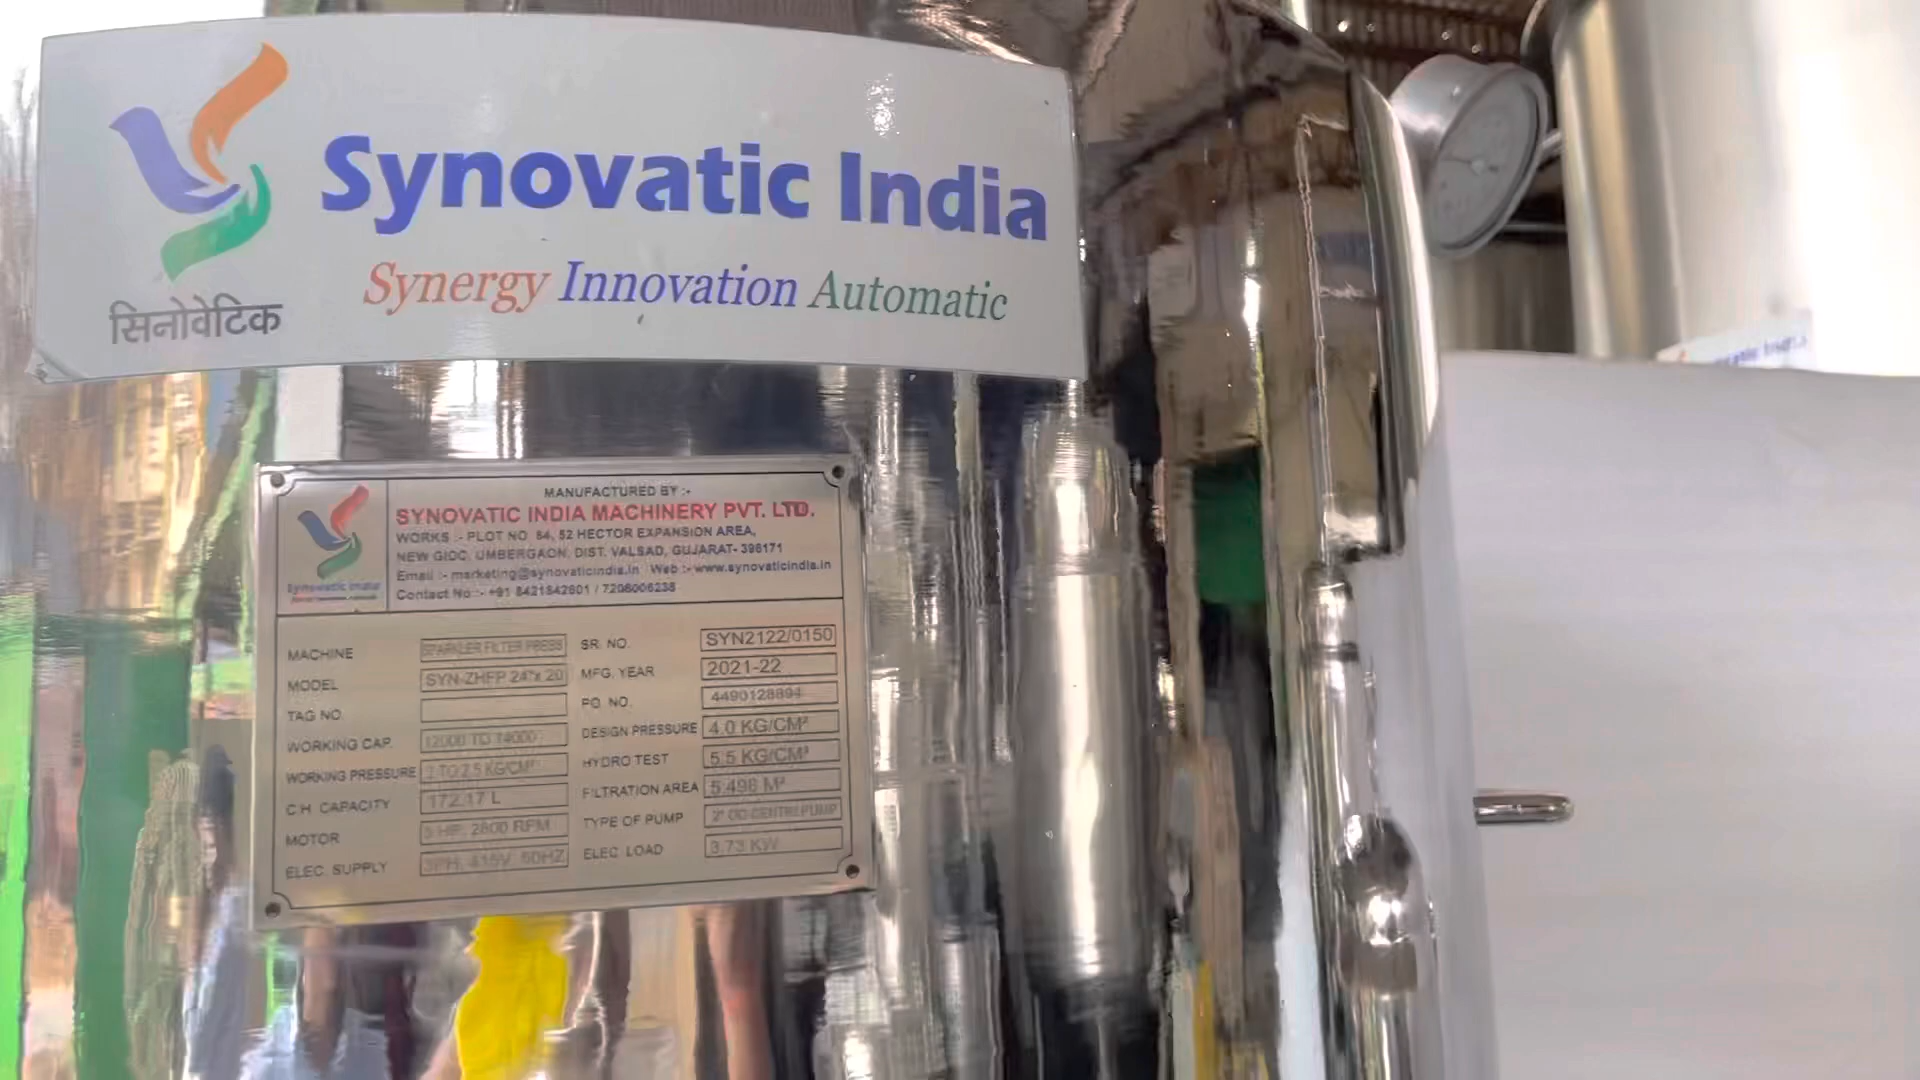 Synovatic India
Synergy Innovation Automatic
सिनोवेटिक
MANUFACTURED BY :-
SYNOVATIC INDIA MACHINERY PVT. LTD.
WORKS :- PLOT NO 84, 52 HECTOR EXPANSION AREA,
NEW GIDC, UMBERGAON, DIST. VALSAD, GUJARAT- 396171
Email :- marketing@synovaticindia.in Web :- www.synovaticindia.in
Contact No :- +91 8421842601 / 7208006238
Synovatic India
MACHINE SPARKLER FILTER PRESS SR. NO. SYN2122/0150
MODEL SYN-ZHFP 24"x 20 MFG. YEAR 2021-22
TAG NO. PO. NO. 4490128894
WORKING CAP. 12000 TO 14000 DESIGN PRESSURE 4.0 KG/CM²
WORKING PRESSURE 2 TO 2.5 KG/CM² HYDRO TEST 5.5 KG/CM²
CH. CAPACITY 172.17 L FILTRATION AREA 5.496 M²
MOTOR 5 HP, 2800 RPM TYPE OF PUMP 2" OD CENTRI.PUMP
ELEC. SUPPLY 3PH, 415V, 50HZ ELEC. LOAD 3.73 KW